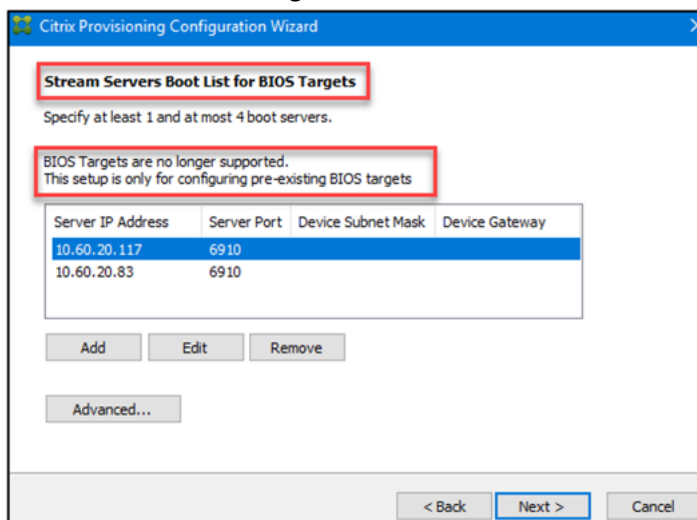 Citrix Provisioning Configuration Wizard
Stream Servers Boot List for BIOS Targets
Specify at least 1 and at most 4 boot servers.
BIOS Targets are no longer supported.
This setup is only for configuring pre-existing BIOS targets
Server IP Address Server Port Device Subnet Mask Device Gateway
10.60.20.117 6910
10.60.20.83 6910
Add Edit Remove
Advanced...
< Back Next > Cancel